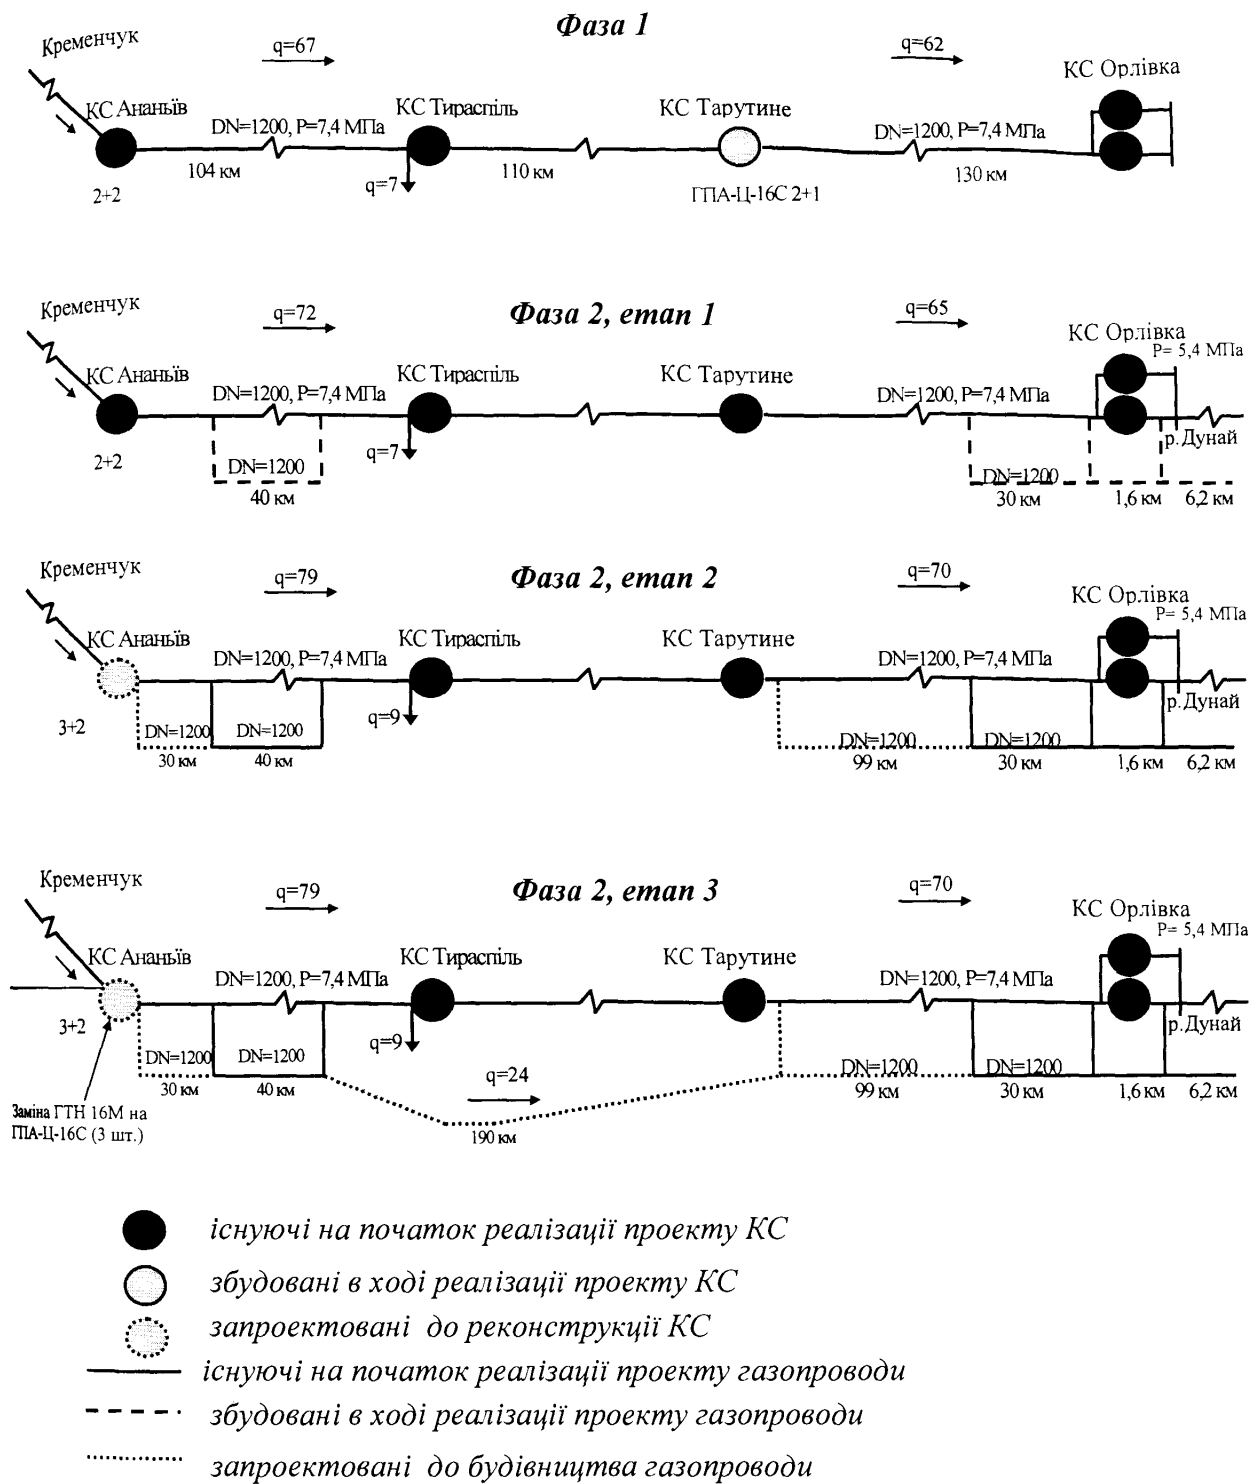 Фаза 1
Кременчук
q=67
q=62
КС Орлівка
КС Ананьїв
КС Тираспіль
КС Тарутине
DN=1200, P=7,4 МПа
DN=1200, P=7,4 МПа
104 км
q=7
110 км
130 км
2+2
ГПА-Ц-16С 2+1
Кременчук
q=72
Фаза 2, етап 1
q=65
КС Орлівка
P= 5,4 МПа
КС Ананьїв
КС Тираспіль
КС Тарутине
DN=1200, P=7,4 МПа
DN=1200, P=7,4 МПа
р. Дунай
2+2
q=7
DN=1200
DN=1200
40 км
30 км
1,6 км
6,2 км
Кременчук
q=79
Фаза 2, етап 2
q=70
КС Орлівка
P= 5,4 МПа
КС Ананьїв
КС Тираспіль
КС Тарутине
DN=1200, P=7,4 МПа
DN=1200, P=7,4 МПа
р. Дунай
3+2
q=9
DN=1200
DN=1200
DN=1200
DN=1200
30 км
40 км
99 км
30 км
1,6 км
6,2 км
Кременчук
q=79
Фаза 2, етап 3
q=70
КС Орлівка
P= 5,4 МПа
КС Ананьїв
КС Тираспіль
КС Тарутине
DN=1200, P=7,4 МПа
DN=1200, P=7,4 МПа
р. Дунай
3+2
q=9
DN=1200
DN=1200
q=24
DN=1200
DN=1200
30 км
40 км
99 км
30 км
1,6 км
6,2 км
Заміна ГТН 16М на
ГПА-Ц-16С (3 шт.)
190 км
існуючі на початок реалізації проекту КС
збудовані в ході реалізації проекту КС
запроектовані до реконструкції КС
існуючі на початок реалізації проекту газопроводи
збудовані в ході реалізації проекту газопроводи
запроектовані до будівництва газопроводи